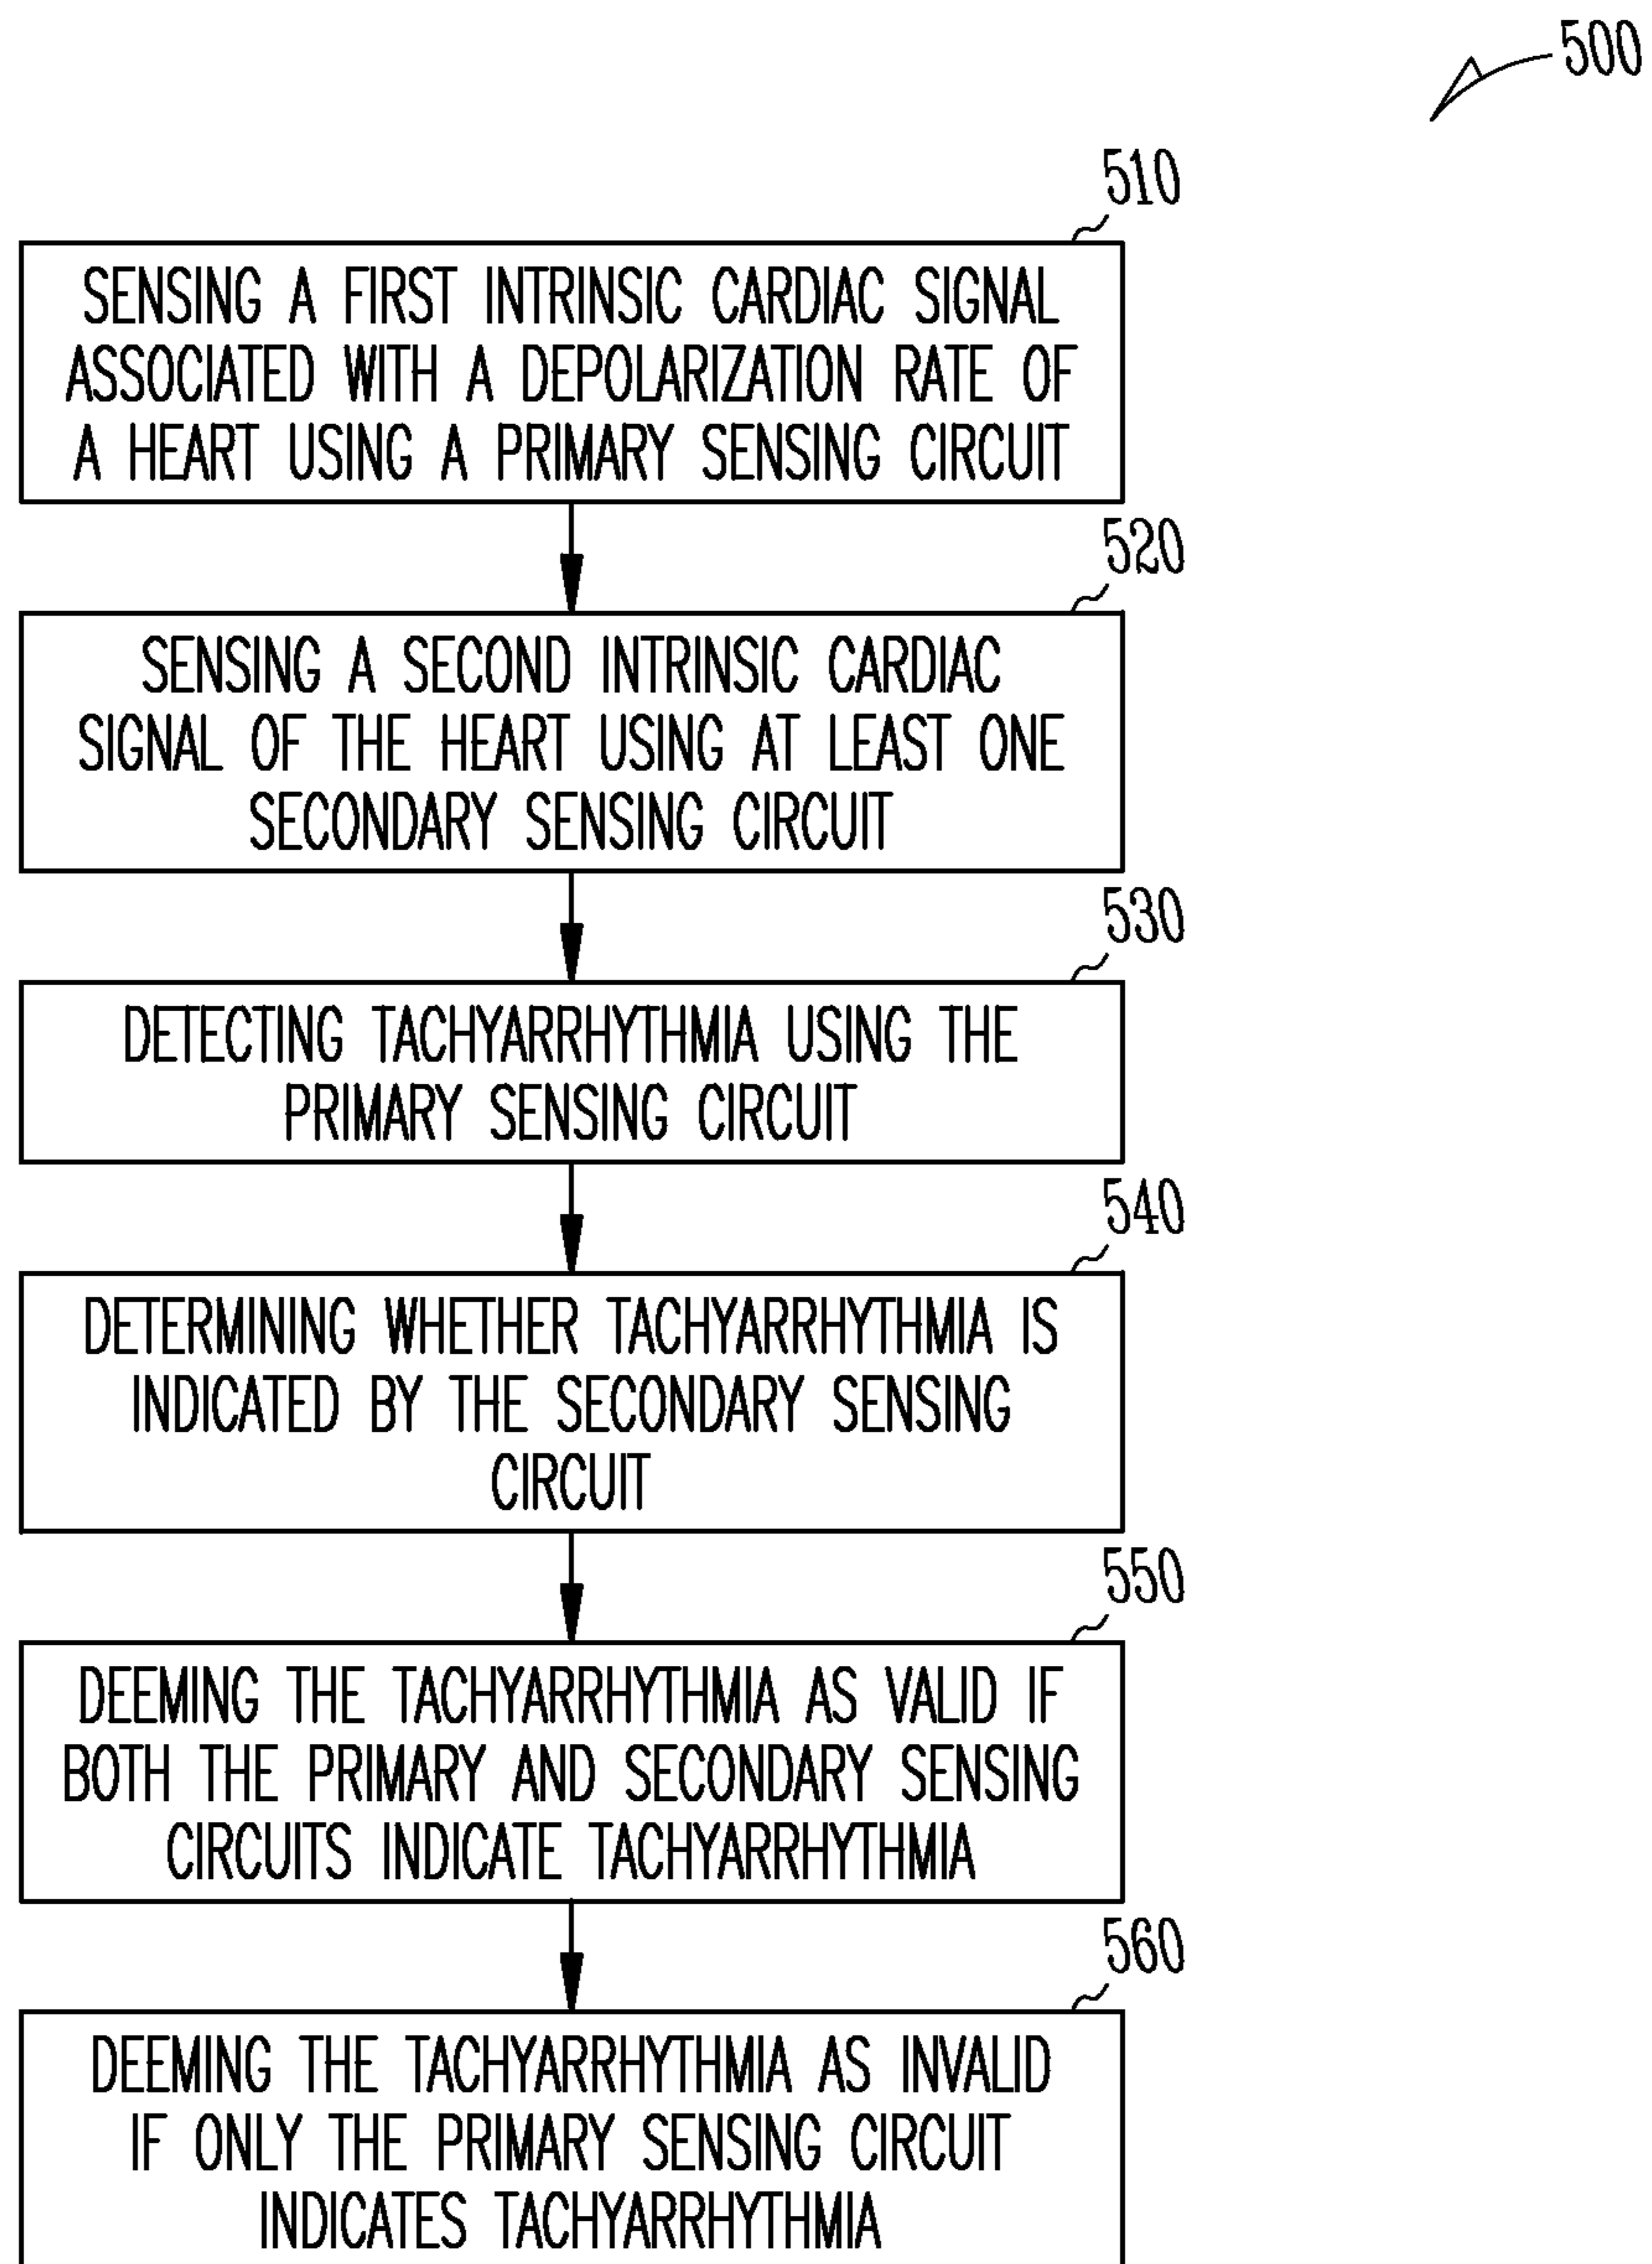 500
510
SENSING A FIRST INTRINSIC CARDIAC SIGNAL
ASSOCIATED WITH A DEPOLARIZATION RATE OF
A HEART USING A PRIMARY SENSING CIRCUIT
520
SENSING A SECOND INTRINSIC CARDIAC
SIGNAL OF THE HEART USING AT LEAST ONE
SECONDARY SENSING CIRCUIT
530
DETECTING TACHYARRHYTHMIA USING THE
PRIMARY SENSING CIRCUIT
540
DETERMINING WHETHER TACHYARRHYTHMIA IS
INDICATED BY THE SECONDARY SENSING
CIRCUIT
550
DEEMING THE TACHYARRHYTHMIA AS VALID IF
BOTH THE PRIMARY AND SECONDARY SENSING
CIRCUITS INDICATE TACHYARRHYTHMIA
560
DEEMING THE TACHYARRHYTHMIA AS INVALID
IF ONLY THE PRIMARY SENSING CIRCUIT
INDICATES TACHYARRHYTHMIA